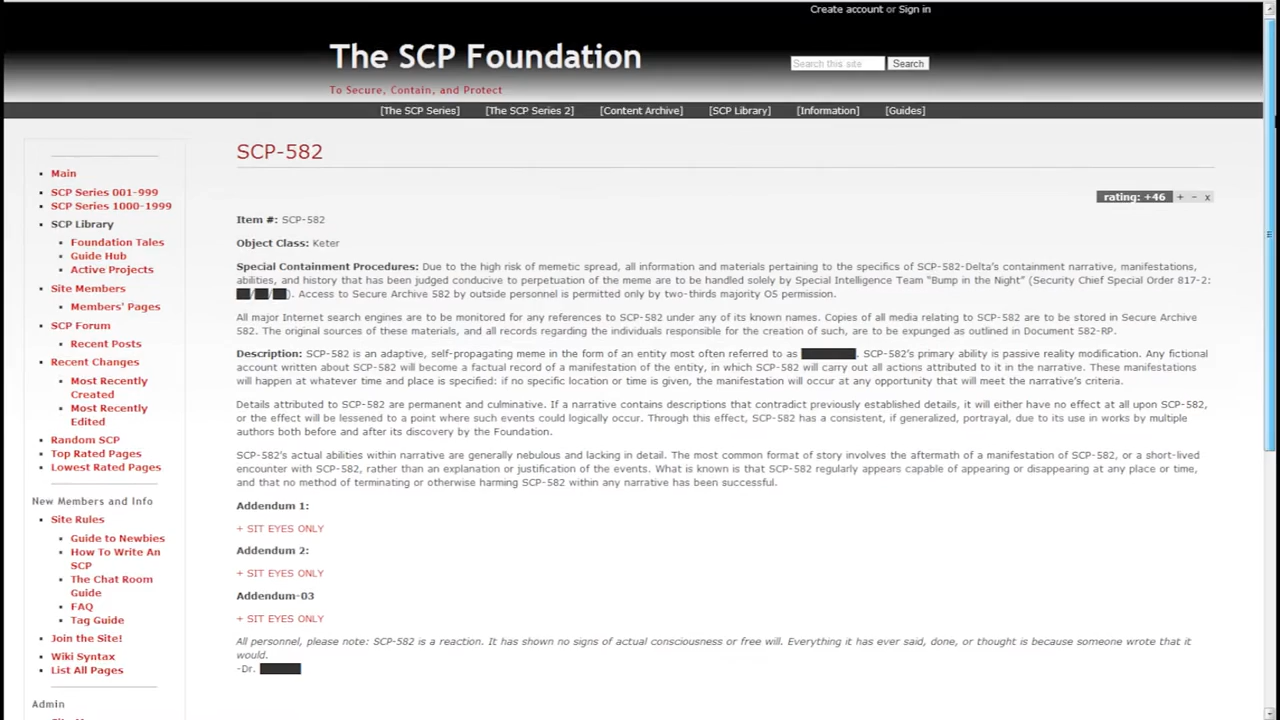 Create account or Sign in
The SCP Foundation
Search this site Search
To Secure, Contain, and Protect
[The SCP Series] [The SCP Series 2] [Content Archive] [SCP Library] [Information] [Guides]
Main
SCP Series 001-999
SCP Series 1000-1999
SCP Library
Foundation Tales
Guide Hub
Active Projects
Site Members
Members' Pages
SCP Forum
Recent Posts
Recent Changes
Most Recently
Created
Most Recently
Edited
Random SCP
Top Rated Pages
Lowest Rated Pages
New Members and Info
Site Rules
Guide to Newbies
How To Write An
SCP
The Chat Room
Guide
FAQ
Tag Guide
Join the Site!
Wiki Syntax
List All Pages
Admin
SCP-582
rating: +46 + – x
Item #: SCP-582
Object Class: Keter
Special Containment Procedures: Due to the high risk of memetic spread, all information and materials pertaining to the specifics of SCP-582-Delta's containment narrative, manifestations,
abilities, and history that has been judged conducive to perpetuation of the meme are to be handled solely by Special Intelligence Team "Bump in the Night" (Security Chief Special Order 817-2:
██/██/██). Access to Secure Archive 582 by outside personnel is permitted only by two-thirds majority O5 permission.
All major Internet search engines are to be monitored for any references to SCP-582 under any of its known names. Copies of all media relating to SCP-582 are to be stored in Secure Archive
582. The original sources of these materials, and all records regarding the individuals responsible for the creation of such, are to be expunged as outlined in Document 582-RP.
Description: SCP-582 is an adaptive, self-propagating meme in the form of an entity most often referred to as ████████. SCP-582's primary ability is passive reality modification. Any fictional
account written about SCP-582 will become a factual record of a manifestation of the entity, in which SCP-582 will carry out all actions attributed to it in the narrative. These manifestations
will happen at whatever time and place is specified: if no specific location or time is given, the manifestation will occur at any opportunity that will meet the narrative's criteria.
Details attributed to SCP-582 are permanent and culminative. If a narrative contains descriptions that contradict previously established details, it will either have no effect at all upon SCP-582,
or the effect will be lessened to a point where such events could logically occur. Through this effect, SCP-582 has a consistent, if generalized, portrayal, due to its use in works by multiple
authors both before and after its discovery by the Foundation.
SCP-582's actual abilities within narrative are generally nebulous and lacking in detail. The most common format of story involves the aftermath of a manifestation of SCP-582, or a short-lived
encounter with SCP-582, rather than an explanation or justification of the events. What is known is that SCP-582 regularly appears capable of appearing or disappearing at any place or time,
and that no method of terminating or otherwise harming SCP-582 within any narrative has been successful.
Addendum 1:
+ SIT EYES ONLY
Addendum 2:
+ SIT EYES ONLY
Addendum-03
+ SIT EYES ONLY
All personnel, please note: SCP-582 is a reaction. It has shown no signs of actual consciousness or free will. Everything it has ever said, done, or thought is because someone wrote that it
would.
-Dr. ██████